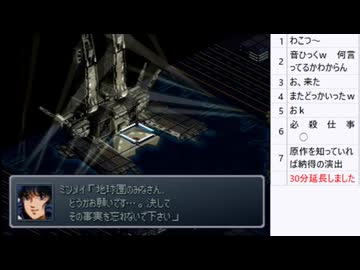 ミンメイ「地球圏のみなさん、
どうかお願いです…。決して
その事実を忘れないで下さい」
1 わこつ～
2 音ひっくｗ 何言
ってるかわからん
3 お、来た
4 またどっかいったｗ
5 おｋ
6 必殺仕事
○
7 原作を知っていれ
ば納得の演出
30分延長しました